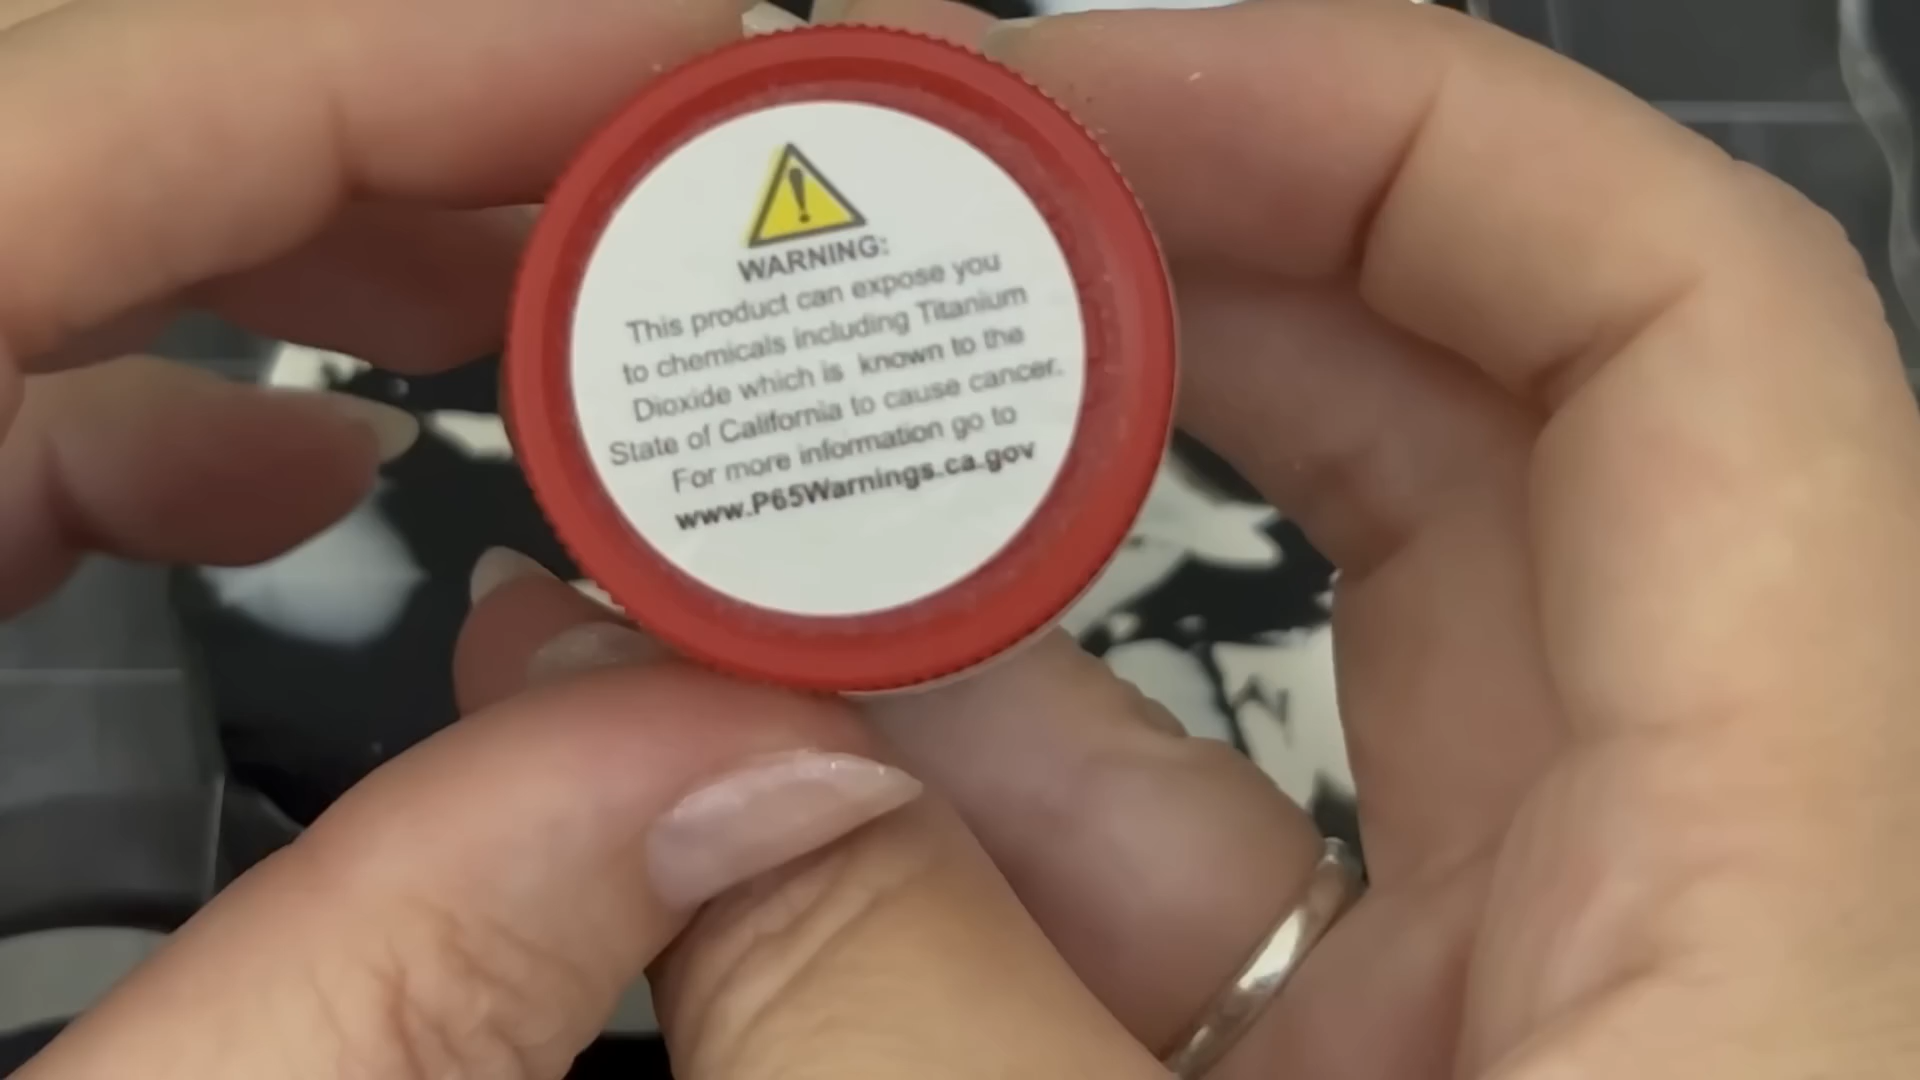 WARNING:
This product can expose you
to chemicals including Titanium
Dioxide which is known to the
State of California to cause cancer.
For more information go to
www.P65Warnings.ca.gov